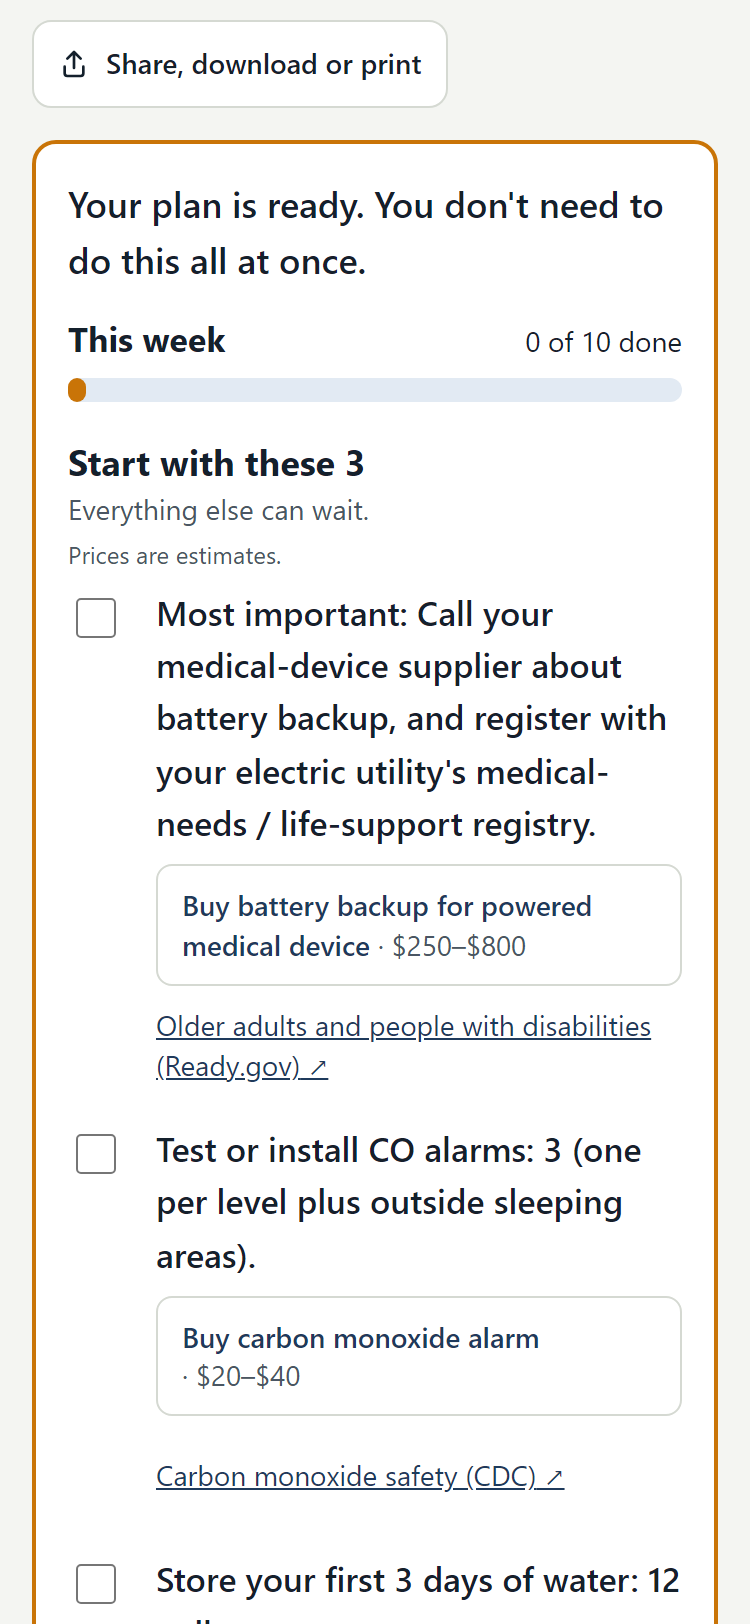 Share, download or print
Your plan is ready. You don't need to
do this all at once.
This week
0 of 10 done
Start with these 3
Everything else can wait.
Prices are estimates.
Most important: Call your
medical-device supplier about
battery backup, and register with
your electric utility's medical-
needs / life-support registry.
Buy battery backup for powered
medical device · $250–$800
Older adults and people with disabilities
(Ready.gov) ↗
Test or install CO alarms: 3 (one
per level plus outside sleeping
areas).
Buy carbon monoxide alarm
· $20–$40
Carbon monoxide safety (CDC) ↗
Store your first 3 days of water: 12